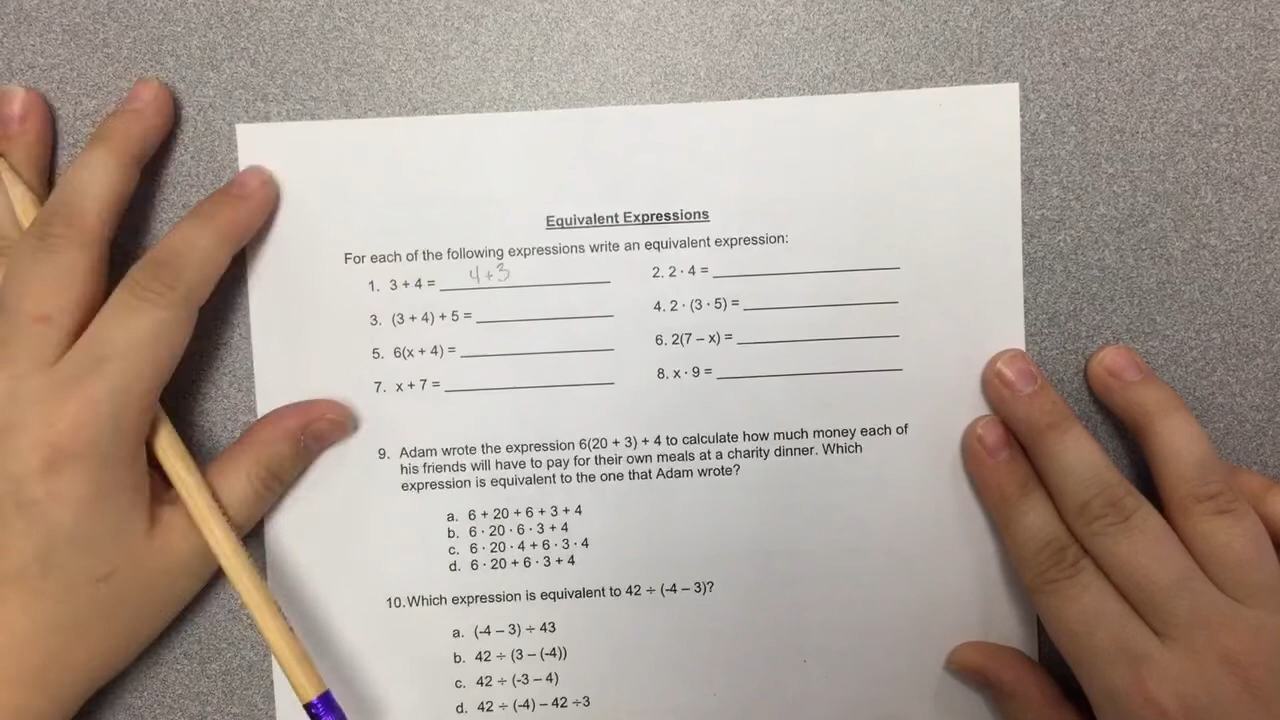 Equivalent Expressions
For each of the following expressions write an equivalent expression:
1. 3 + 4 = 4+3
2. 2 · 4 =
3. (3 + 4) + 5 =
4. 2 · (3 · 5) =
5. 6(x + 4) =
6. 2(7 – x) =
7. x + 7 =
8. x · 9 =
9. Adam wrote the expression 6(20 + 3) + 4 to calculate how much money each of
his friends will have to pay for their own meals at a charity dinner. Which
expression is equivalent to the one that Adam wrote?
a. 6 + 20 + 6 + 3 + 4
b. 6 · 20 · 6 · 3 + 4
c. 6 · 20 · 4 + 6 · 3 · 4
d. 6 · 20 + 6 · 3 + 4
10. Which expression is equivalent to 42 ÷ (-4 – 3)?
a. (-4 – 3) ÷ 43
b. 42 ÷ (3 – (-4))
c. 42 ÷ (-3 – 4)
d. 42 ÷ (-4) – 42 ÷3